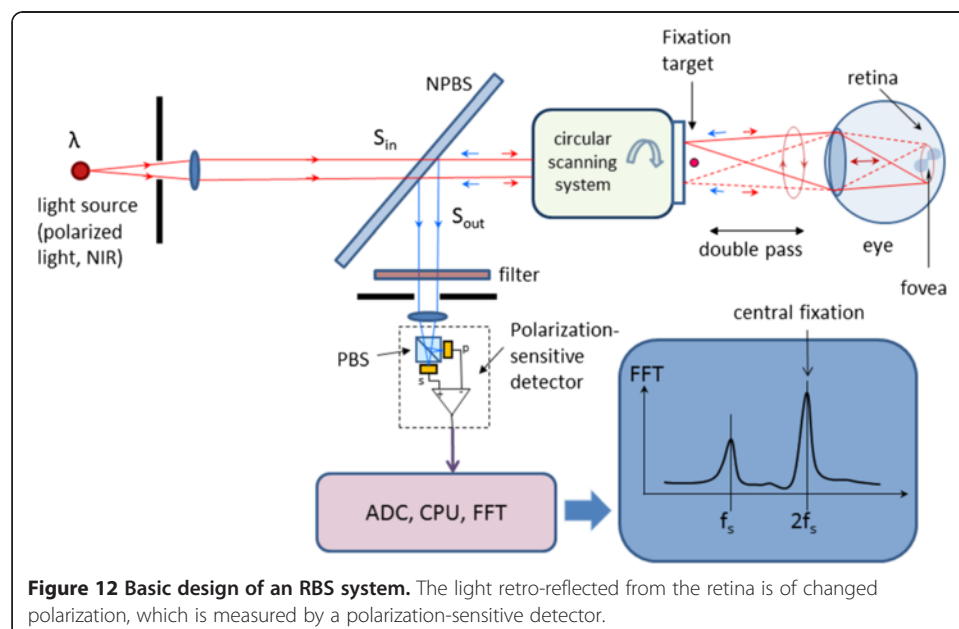 Fixation
target
retina
NPBS
λ
S_in
circular
scanning
system
light source
(polarized
light, NIR)
S_out
double pass
eye
fovea
filter
central fixation
PBS
p
Polarization-
sensitive
detector
s
+
-
FFT
ADC, CPU, FFT
f_s
2f_s
Figure 12 Basic design of an RBS system. The light retro-reflected from the retina is of changed
polarization, which is measured by a polarization-sensitive detector.